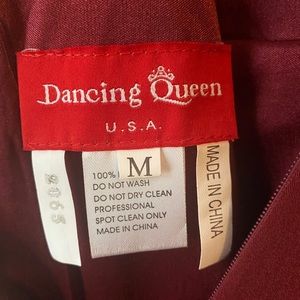 Dancing Queen
U.S.A.
M
100%
DO NOT WASH
DO NOT DRY CLEAN
PROFESSIONAL
SPOT CLEAN ONLY
MADE IN CHINA
MADE IN CHINA